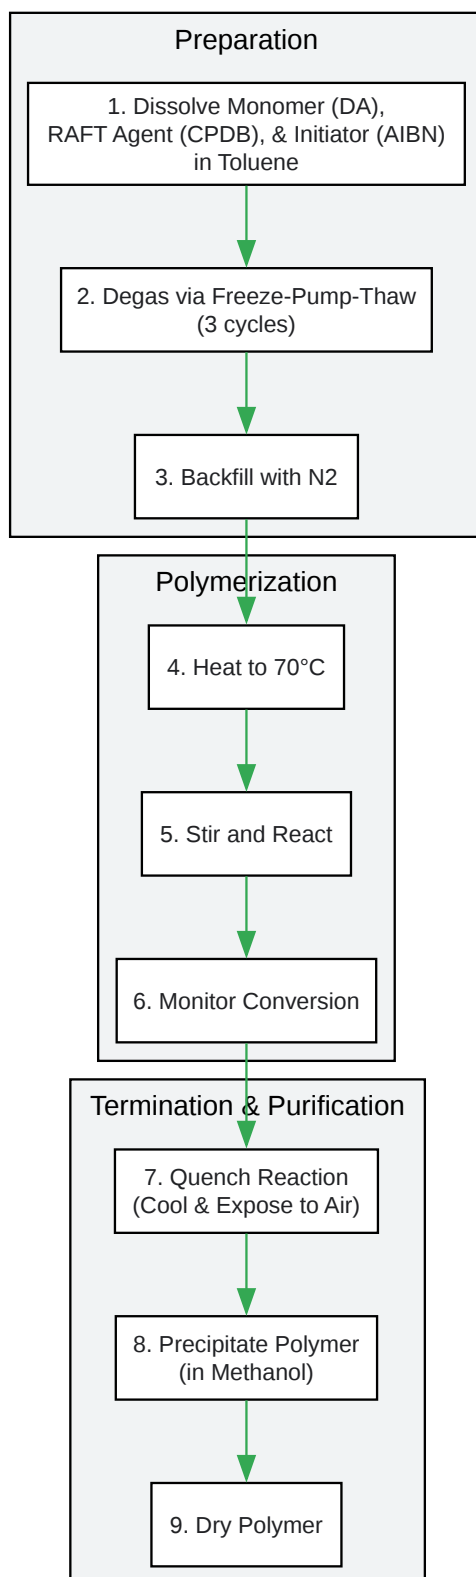 Preparation
1. Dissolve Monomer (DA),
RAFT Agent (CPDB), & Initiator (AIBN)
in Toluene
2. Degas via Freeze-Pump-Thaw
(3 cycles)
3. Backfill with N2
Polymerization
4. Heat to 70°C
5. Stir and React
6. Monitor Conversion
Termination & Purification
7. Quench Reaction
(Cool & Expose to Air)
8. Precipitate Polymer
(in Methanol)
9. Dry Polymer